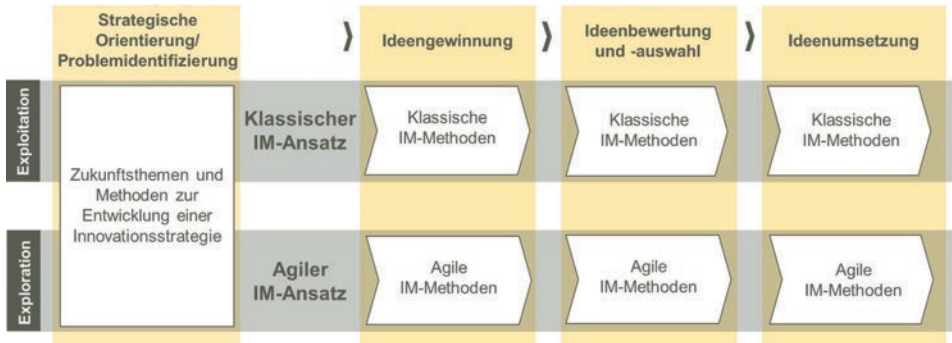 Strategische
Orientierung/
Problemidentifizierung
Ideengewinnung
Ideenbewertung
und -auswahl
Ideenumsetzung
Exploitation
Zukunftsthemen und
Methoden zur
Entwicklung einer
Innovationsstrategie
Klassischer
IM-Ansatz
Klassische
IM-Methoden
Klassische
IM-Methoden
Klassische
IM-Methoden
Exploration
Agiler
IM-Ansatz
Agile
IM-Methoden
Agile
IM-Methoden
Agile
IM-Methoden